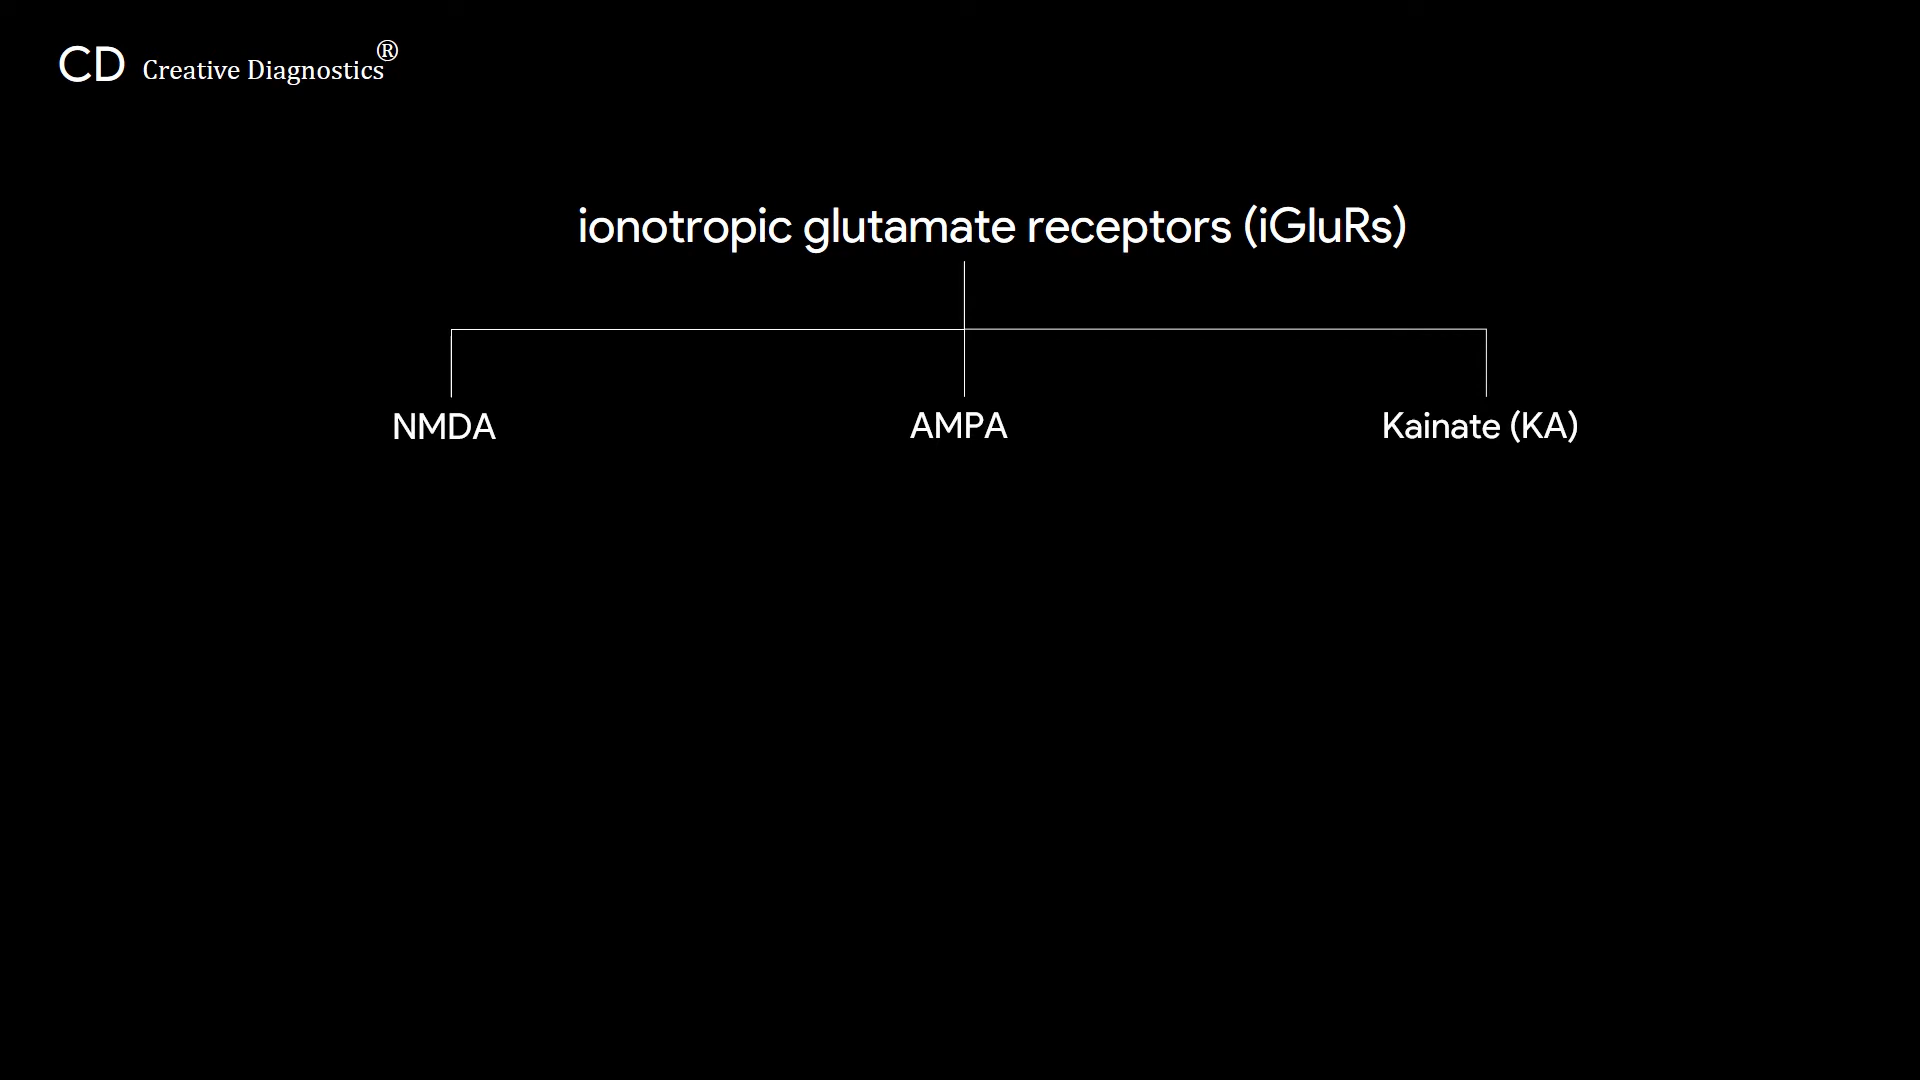 CD Creative Diagnostics®
ionotropic glutamate receptors (iGluRs)
NMDA AMPA Kainate (KA)